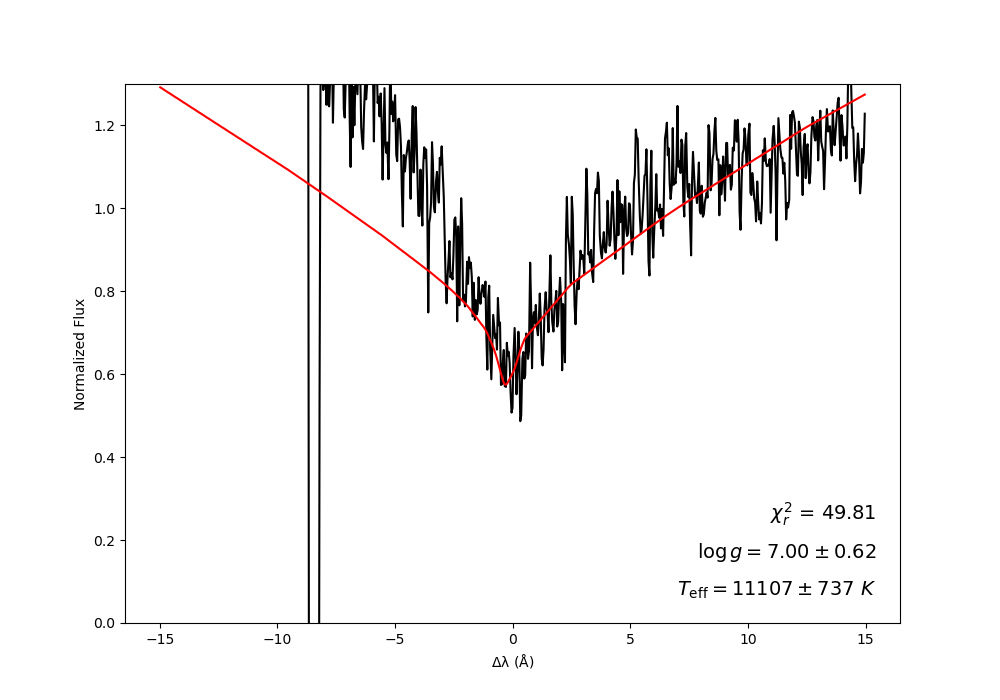 1.2
1.0
0.8
0.6
0.4
0.2
0.0
Normalized Flux
χ²ᵣ = 49.81
log g = 7.00 ± 0.62
T_eff = 11107 ± 737 K
−15 −10 −5 0 5 10 15
Δλ (Å)